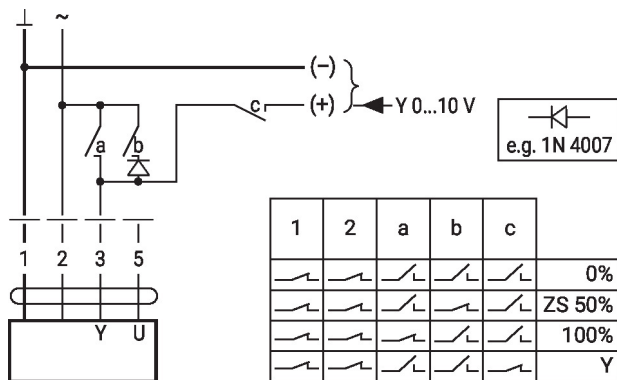 ⊥ ~
(–)
c (+) Y 0...10 V
a b
e.g. 1N 4007
1 2 3 5
Y U
1 2 a b c
0%
ZS 50%
100%
Y